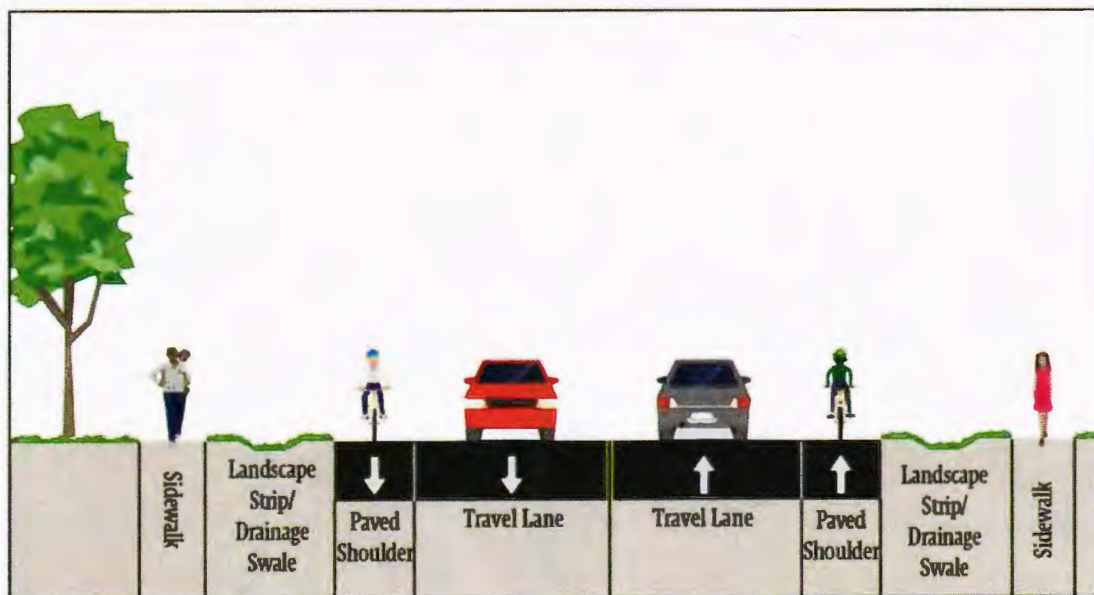 Sidewalk
Landscape
Strip/
Drainage
Swale
Paved
Shoulder
Travel Lane
Travel Lane
Paved
Shoulder
Landscape
Strip/
Drainage
Swale
Sidewalk